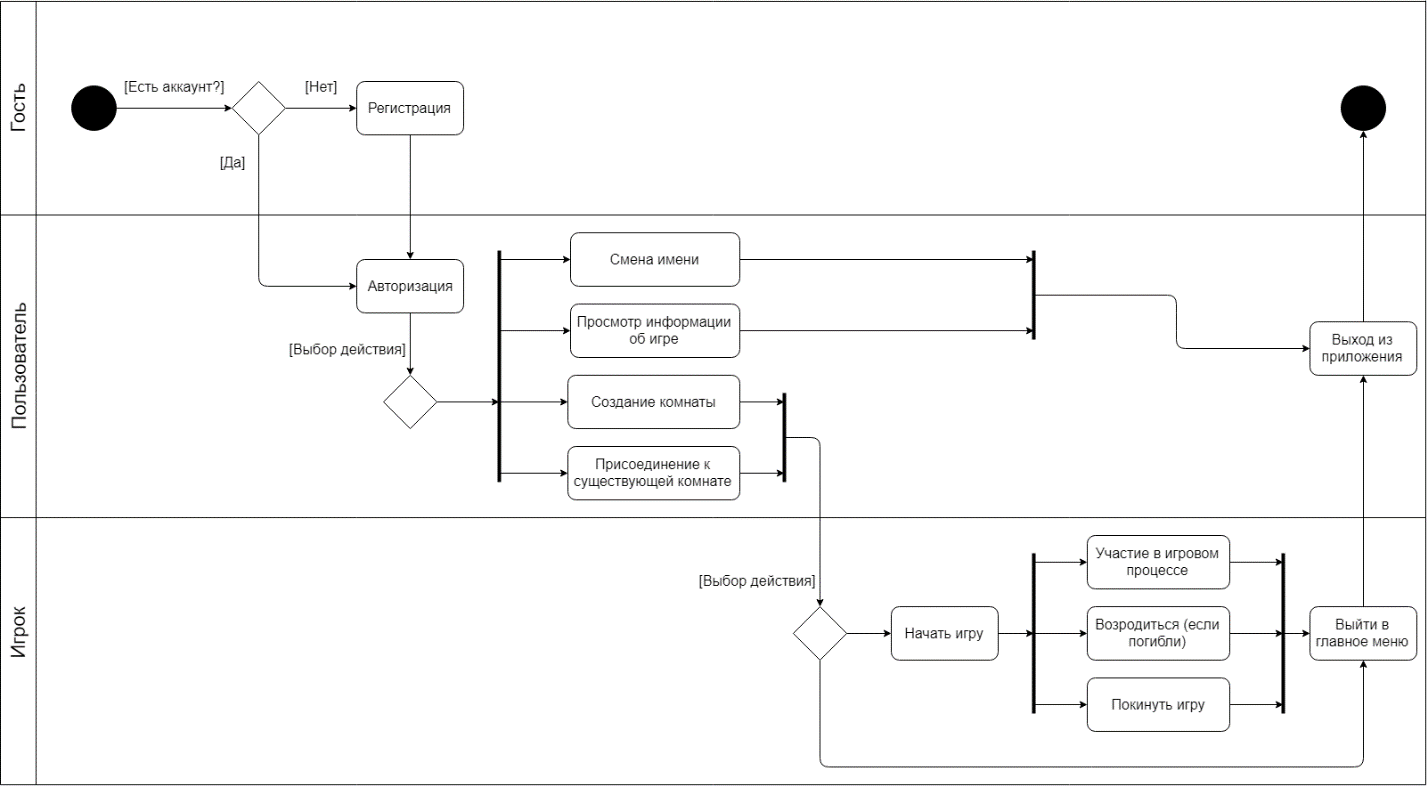 Гость
[Есть аккаунт?]
[Нет]
Регистрация
[Да]
Пользователь
Авторизация
[Выбор действия]
Смена имени
Просмотр информации
об игре
Создание комнаты
Присоединение к
существующей комнате
Выход из
приложения
Игрок
[Выбор действия]
Начать игру
Участие в игровом
процессе
Возродиться (если
погибли)
Покинуть игру
Выйти в
главное меню